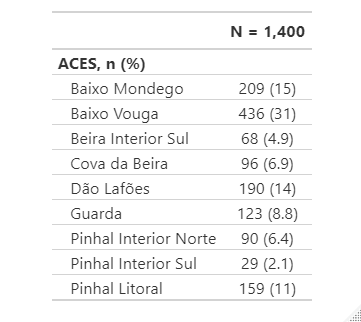 N = 1,400
ACES, n (%)
Baixo Mondego 209 (15)
Baixo Vouga 436 (31)
Beira Interior Sul 68 (4.9)
Cova da Beira 96 (6.9)
Dão Lafões 190 (14)
Guarda 123 (8.8)
Pinhal Interior Norte 90 (6.4)
Pinhal Interior Sul 29 (2.1)
Pinhal Litoral 159 (11)